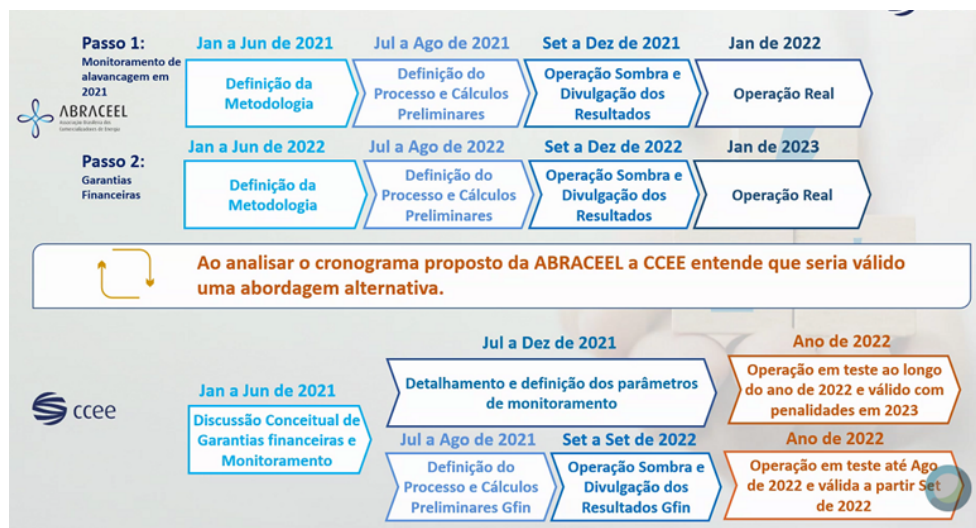 Passo 1:
Monitoramento de
alavancagem em
2021
ABRACEEL
Associação Brasileira dos
Comercializadores de Energia
Jan a Jun de 2021
Definição da
Metodologia
Jul a Ago de 2021
Definição do
Processo e Cálculos
Preliminares
Set a Dez de 2021
Operação Sombra e
Divulgação dos
Resultados
Jan de 2022
Operação Real
Passo 2:
Garantias
Financeiras
Jan a Jun de 2022
Definição da
Metodologia
Jul a Ago de 2022
Definição do
Processo e Cálculos
Preliminares
Set a Dez de 2022
Operação Sombra e
Divulgação dos
Resultados
Jan de 2023
Operação Real
Ao analisar o cronograma proposto da ABRACEEL a CCEE entende que seria válido
uma abordagem alternativa.
ccee
Jan a Jun de 2021
Discussão Conceitual de
Garantias financeiras e
Monitoramento
Jul a Dez de 2021
Detalhamento e definição dos parâmetros
de monitoramento
Ano de 2022
Operação em teste ao longo
do ano de 2022 e válido com
penalidades em 2023
Jul a Ago de 2021
Definição do
Processo e Cálculos
Preliminares Gfin
Set a Set de 2022
Operação Sombra e
Divulgação dos
Resultados Gfin
Ano de 2022
Operação em teste até Ago
de 2022 e válida a partir Set
de 2022